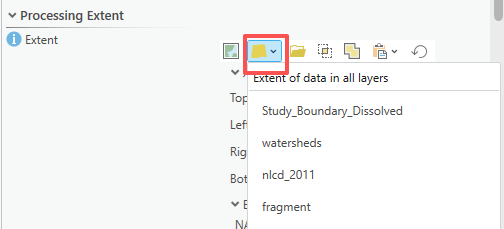 Processing Extent
Extent
Extent of data in all layers
Top
Study_Boundary_Dissolved
Left
watersheds
Rig
nlcd_2011
Bot
fragment
E
NA